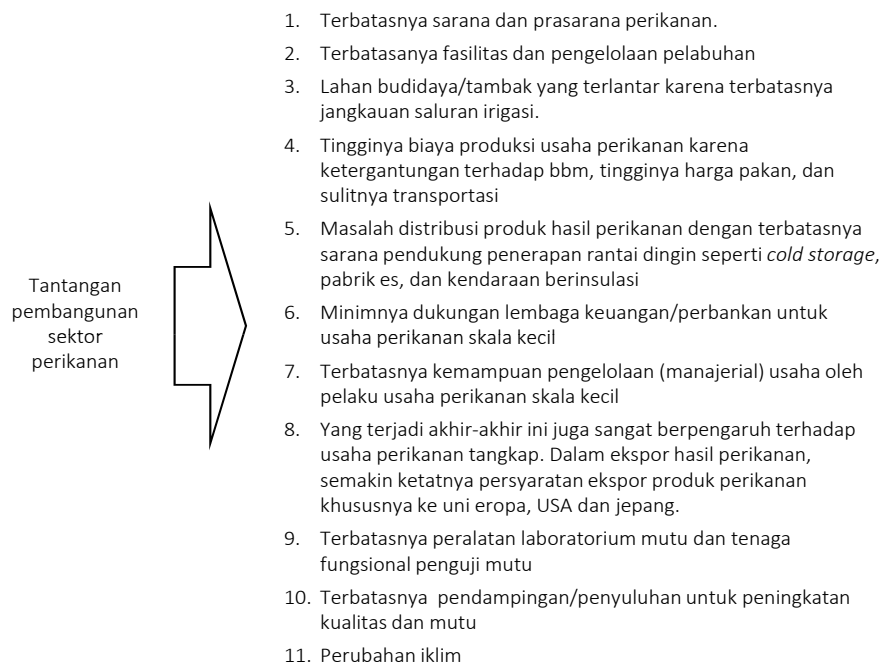 Tantangan
pembangunan
sektor
perikanan
1. Terbatasnya sarana dan prasarana perikanan.
2. Terbatasanya fasilitas dan pengelolaan pelabuhan
3. Lahan budidaya/tambak yang terlantar karena terbatasnya
jangkauan saluran irigasi.
4. Tingginya biaya produksi usaha perikanan karena
ketergantungan terhadap bbm, tingginya harga pakan, dan
sulitnya transportasi
5. Masalah distribusi produk hasil perikanan dengan terbatasnya
sarana pendukung penerapan rantai dingin seperti cold storage,
pabrik es, dan kendaraan berinsulasi
6. Minimnya dukungan lembaga keuangan/perbankan untuk
usaha perikanan skala kecil
7. Terbatasnya kemampuan pengelolaan (manajerial) usaha oleh
pelaku usaha perikanan skala kecil
8. Yang terjadi akhir-akhir ini juga sangat berpengaruh terhadap
usaha perikanan tangkap. Dalam ekspor hasil perikanan,
semakin ketatnya persyaratan ekspor produk perikanan
khususnya ke uni eropa, USA dan jepang.
9. Terbatasnya peralatan laboratorium mutu dan tenaga
fungsional penguji mutu
10. Terbatasnya pendampingan/penyuluhan untuk peningkatan
kualitas dan mutu
11. Perubahan iklim